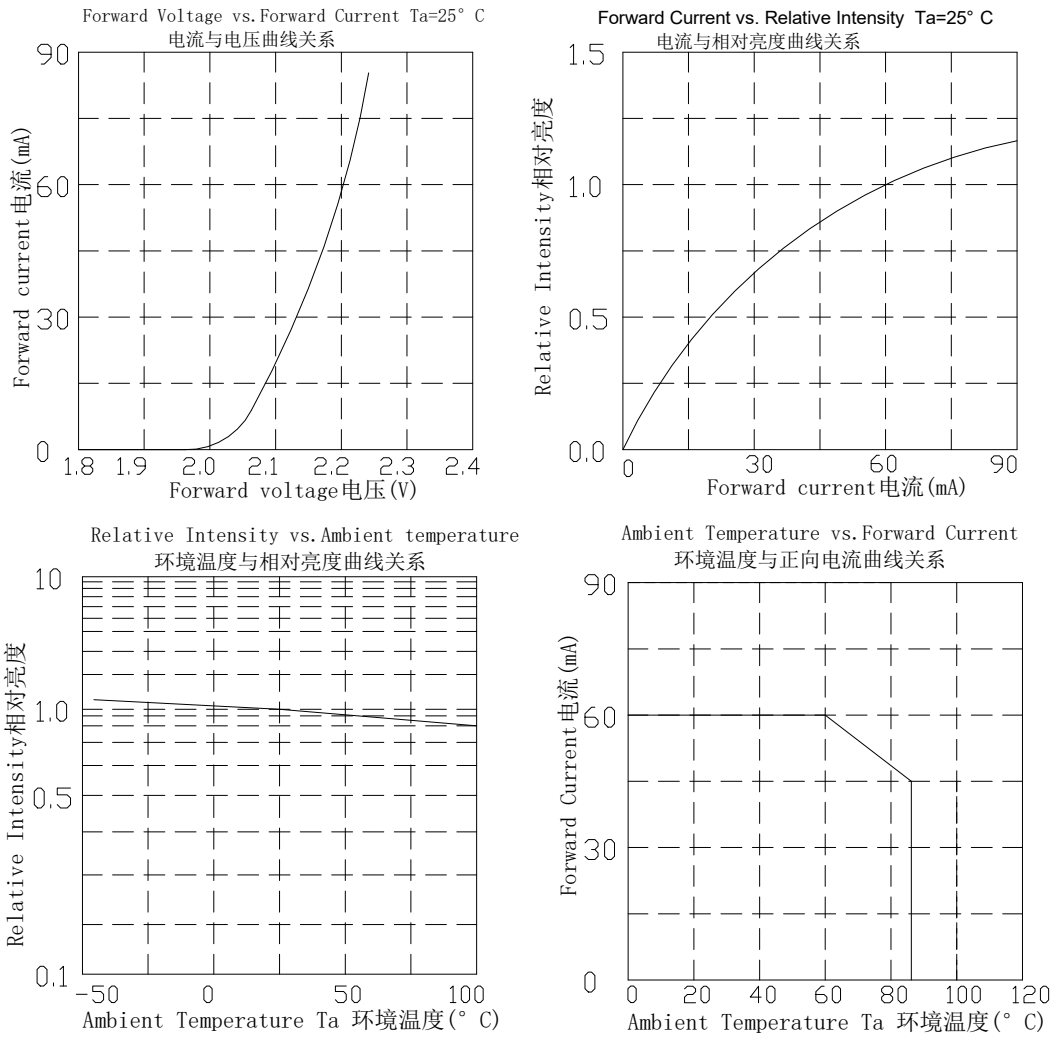 Forward Voltage vs.Forward Current Ta=25° C
电流与电压曲线关系
90
60
30
0
Forward current电流(mA)
1.8 1.9 2.0 2.1 2.2 2.3 2.4
Forward voltage电压(V)
Forward Current vs. Relative Intensity Ta=25° C
电流与相对亮度曲线关系
1.5
1.0
0.5
0.0
Relative Intensity相对亮度
0 30 60 90
Forward current电流(mA)
Relative Intensity vs.Ambient temperature
环境温度与相对亮度曲线关系
10
1.0
0.5
0.1
Relative Intensity相对亮度
-50 0 50 100
Ambient Temperature Ta 环境温度(° C)
Ambient Temperature vs.Forward Current
环境温度与正向电流曲线关系
90
60
30
0
Forward Current电流(mA)
0 20 40 60 80 100 120
Ambient Temperature Ta 环境温度(° C)